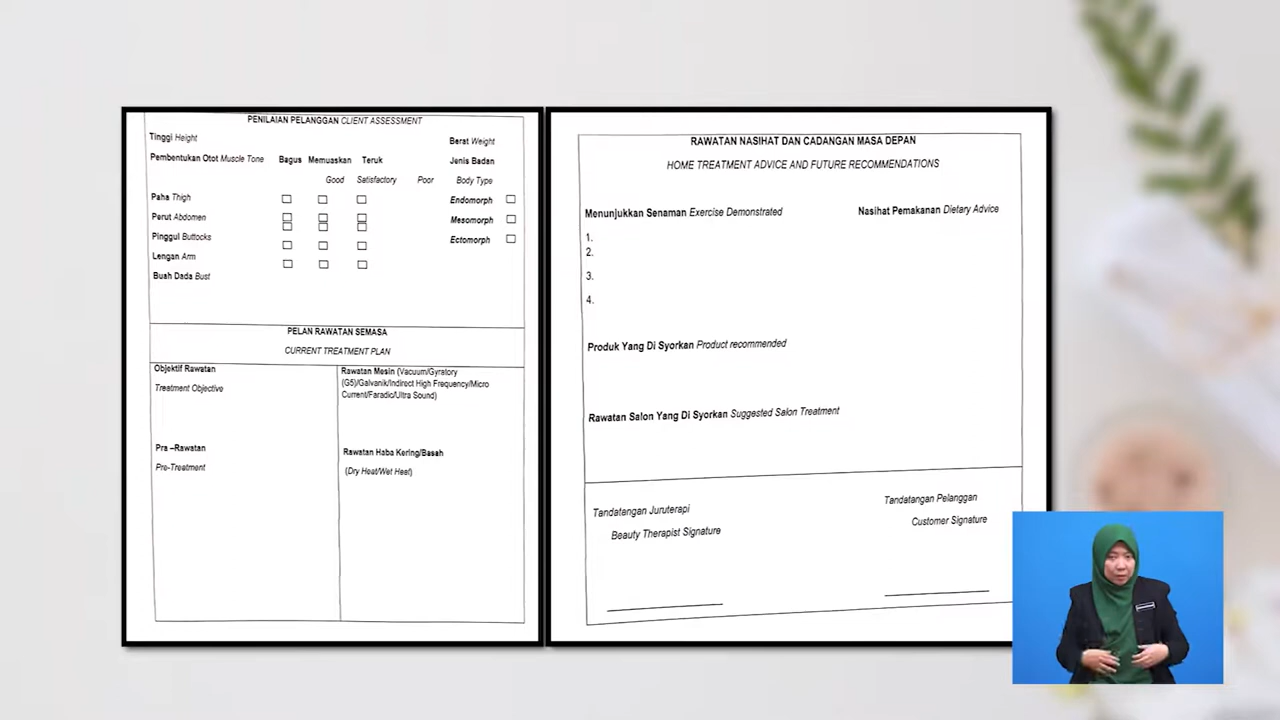 PENILAIAN PELANGGAN CLIENT ASSESSMENT
Tinggi Height
Berat Weight
Pembentukan Otot Muscle Tone Bagus Memuaskan Teruk Jenis Badan
Good Satisfactory Poor Body Type
Paha Thigh
Endomorph
Perut Abdomen
Mesomorph
Pinggul Buttocks
Ectomorph
Lengan Arm
Buah Dada Bust
PELAN RAWATAN SEMASA
CURRENT TREATMENT PLAN
Objektif Rawatan
Treatment Objective
Pra –Rawatan
Pre-Treatment
Rawatan Mesin (Vacuum/Gyratory
(G5)/Galvanik/Indirect High Frequency/Micro
Current/Faradic/Ultra Sound)
Rawatan Haba Kering/Basah
(Dry Heat/Wet Heet)
RAWATAN NASIHAT DAN CADANGAN MASA DEPAN
HOME TREATMENT ADVICE AND FUTURE RECOMMENDATIONS
Menunjukkan Senaman Exercise Demonstrated
Nasihat Pemakanan Dietary Advice
1.
2.
3.
4.
Produk Yang Di Syorkan Product recommended
Rawatan Salon Yang Di Syorkan Suggested Salon Treatment
Tandatangan Juruterapi
Beauty Therapist Signature
Tandatangan Pelanggan
Customer Signature